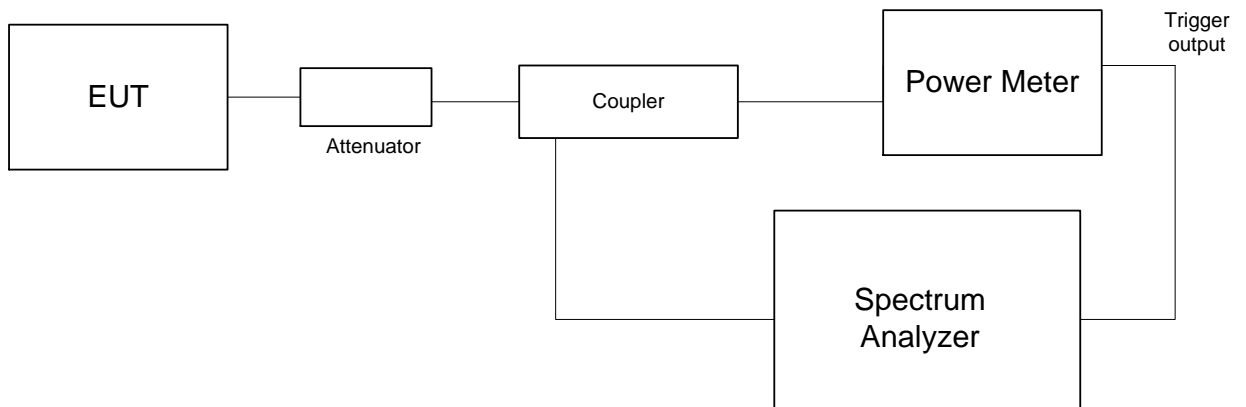 EUT
Attenuator
Coupler
Power Meter
Trigger
output
Spectrum
Analyzer